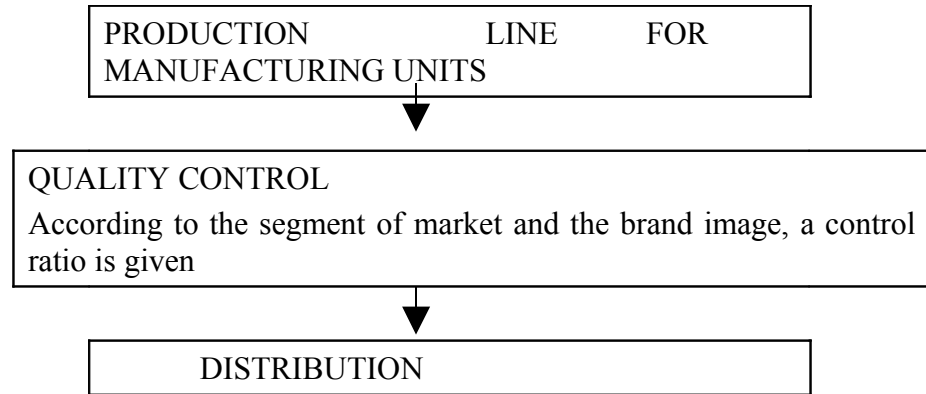 PRODUCTION LINE FOR
MANUFACTURING UNITS
QUALITY CONTROL
According to the segment of market and the brand image, a control
ratio is given
DISTRIBUTION